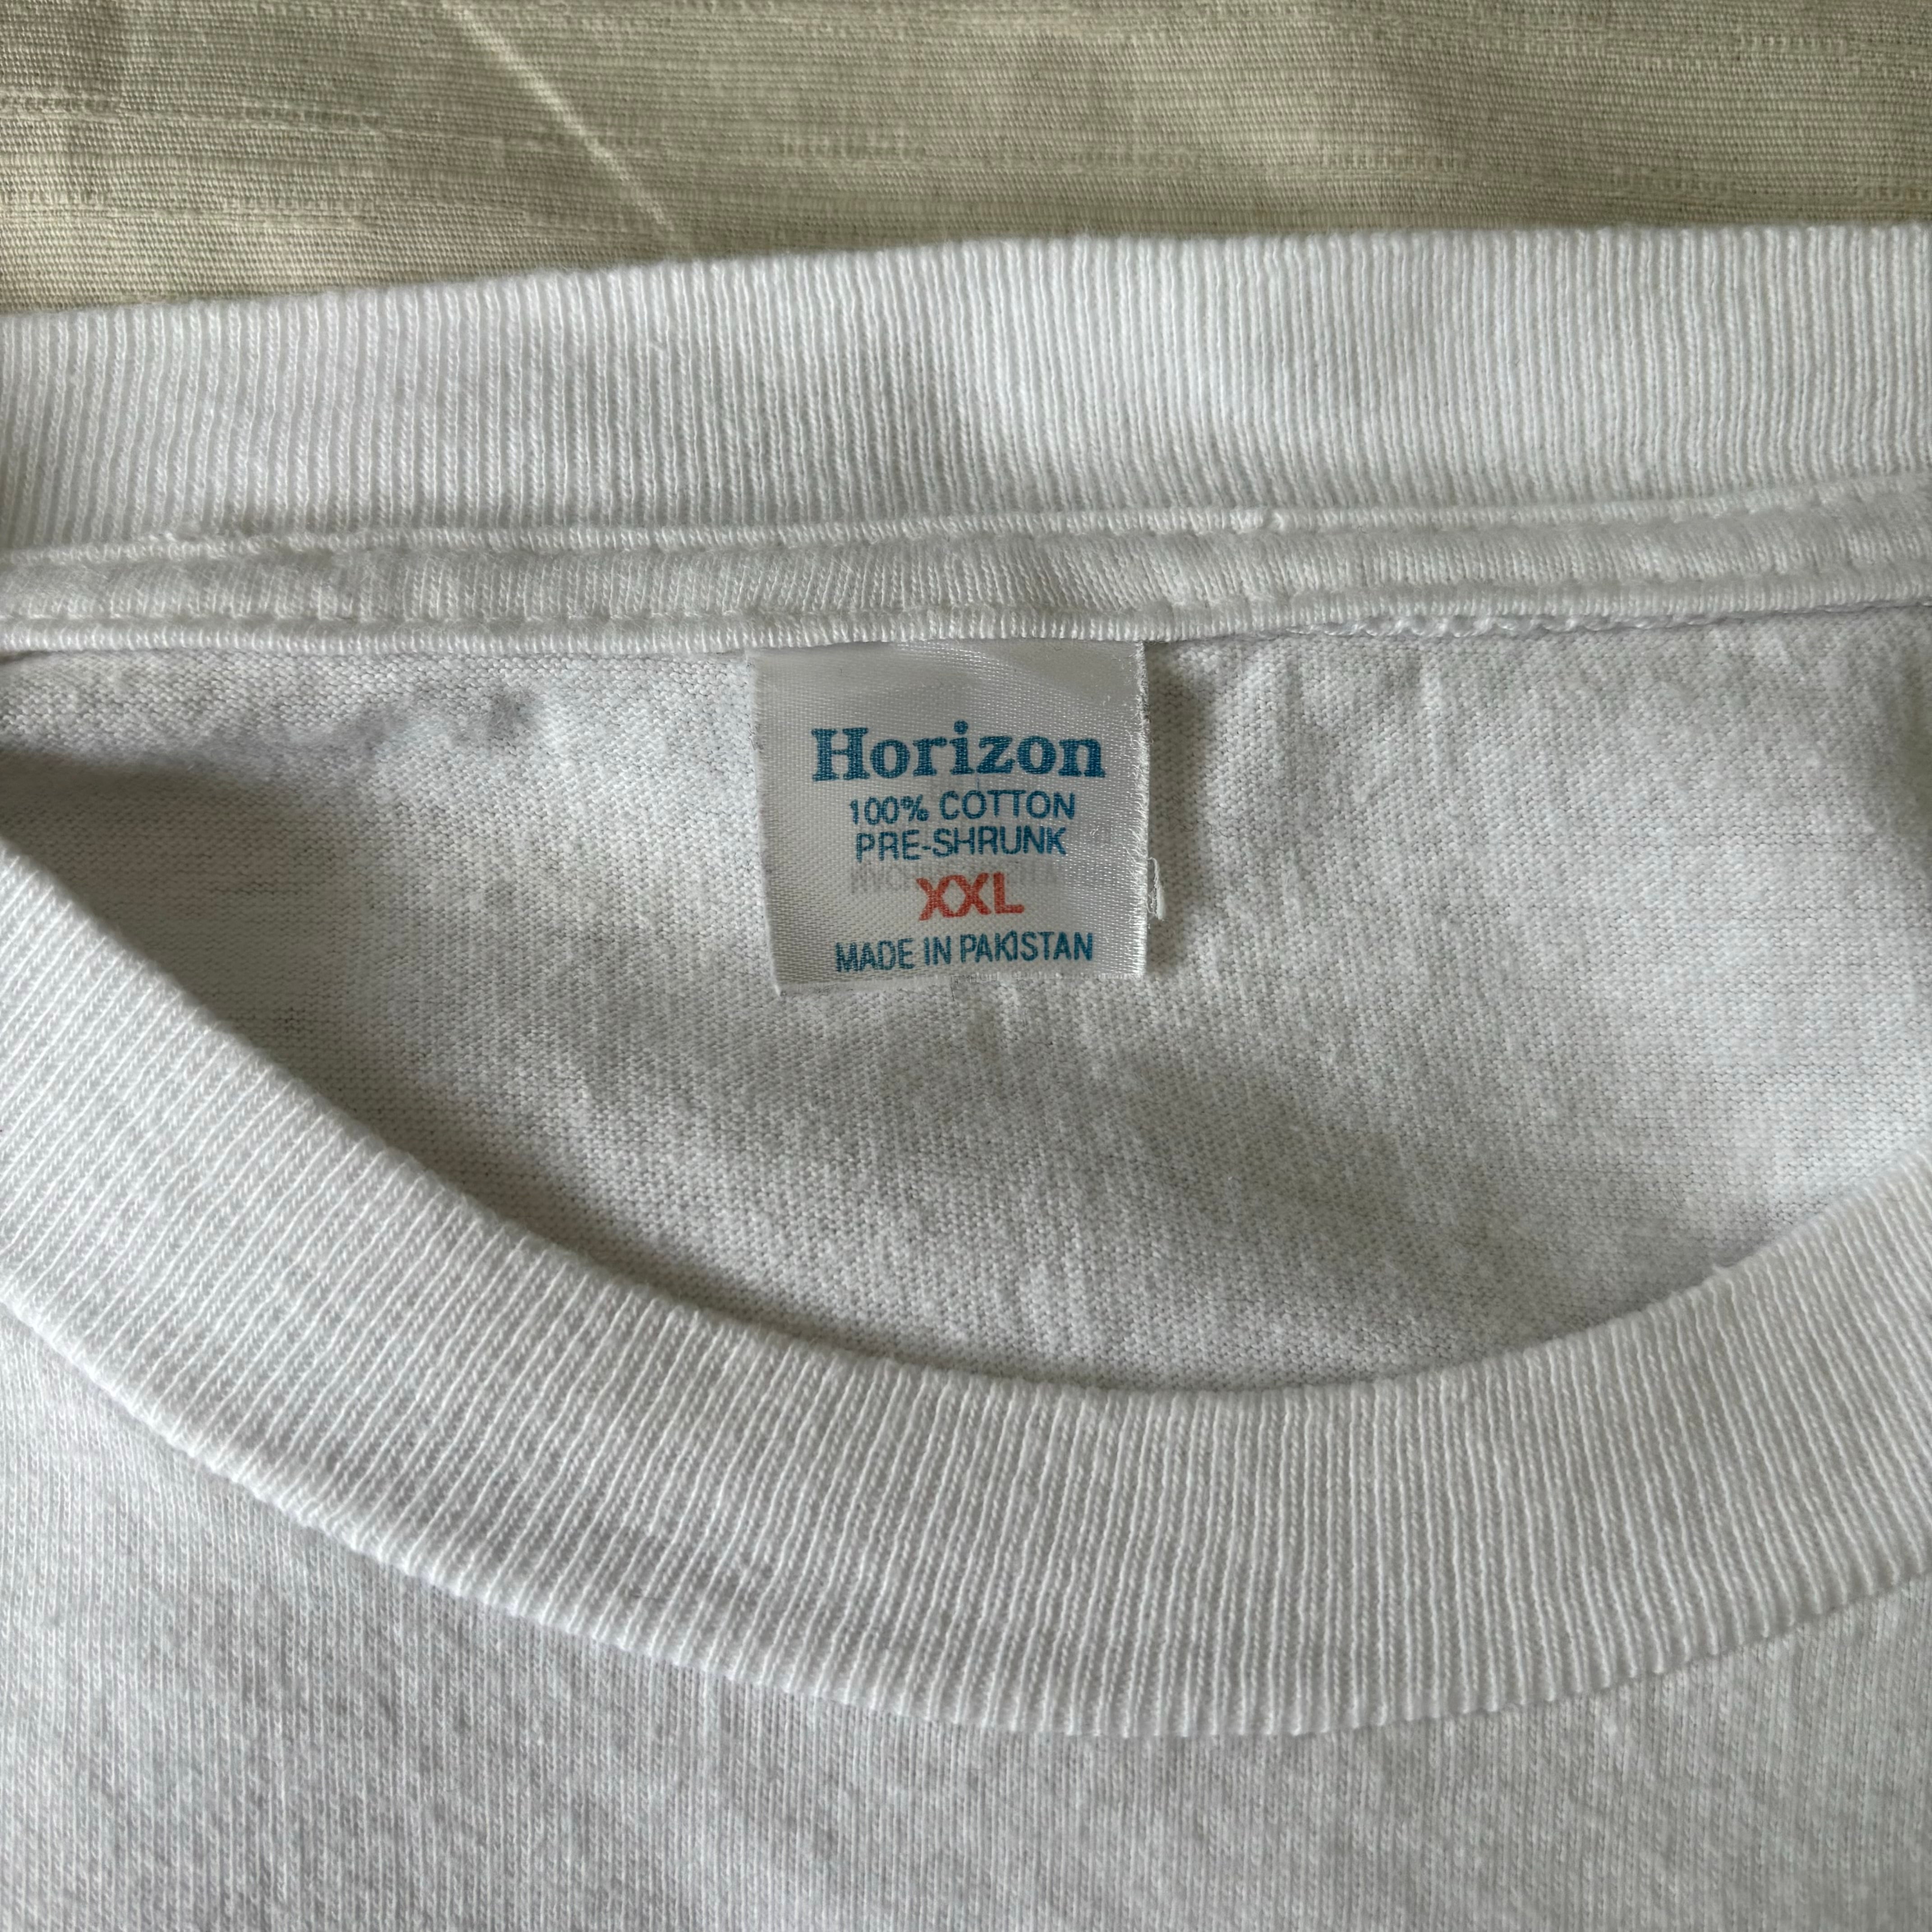 Horizon
100% COTTON
PRE-SHRUNK
XXL
MADE IN PAKISTAN